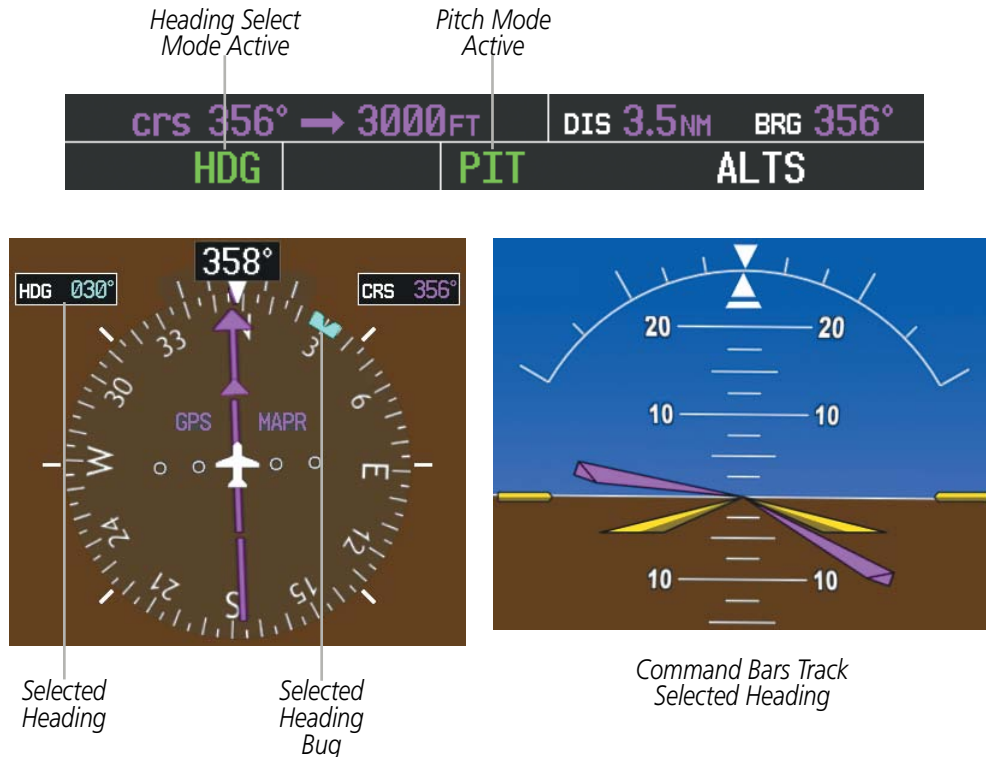 Heading Select
Mode Active
Pitch Mode
Active
crs 356° → 3000FT DIS 3.5NM BRG 356°
HDG PIT ALTS
358°
HDG 030° CRS 356°
N
33 3
30 6
GPS MAPR
W E
24 12
21 15
S
20 20
10 10
10 10
Selected
Heading
Selected
Heading
Bug
Command Bars Track
Selected Heading